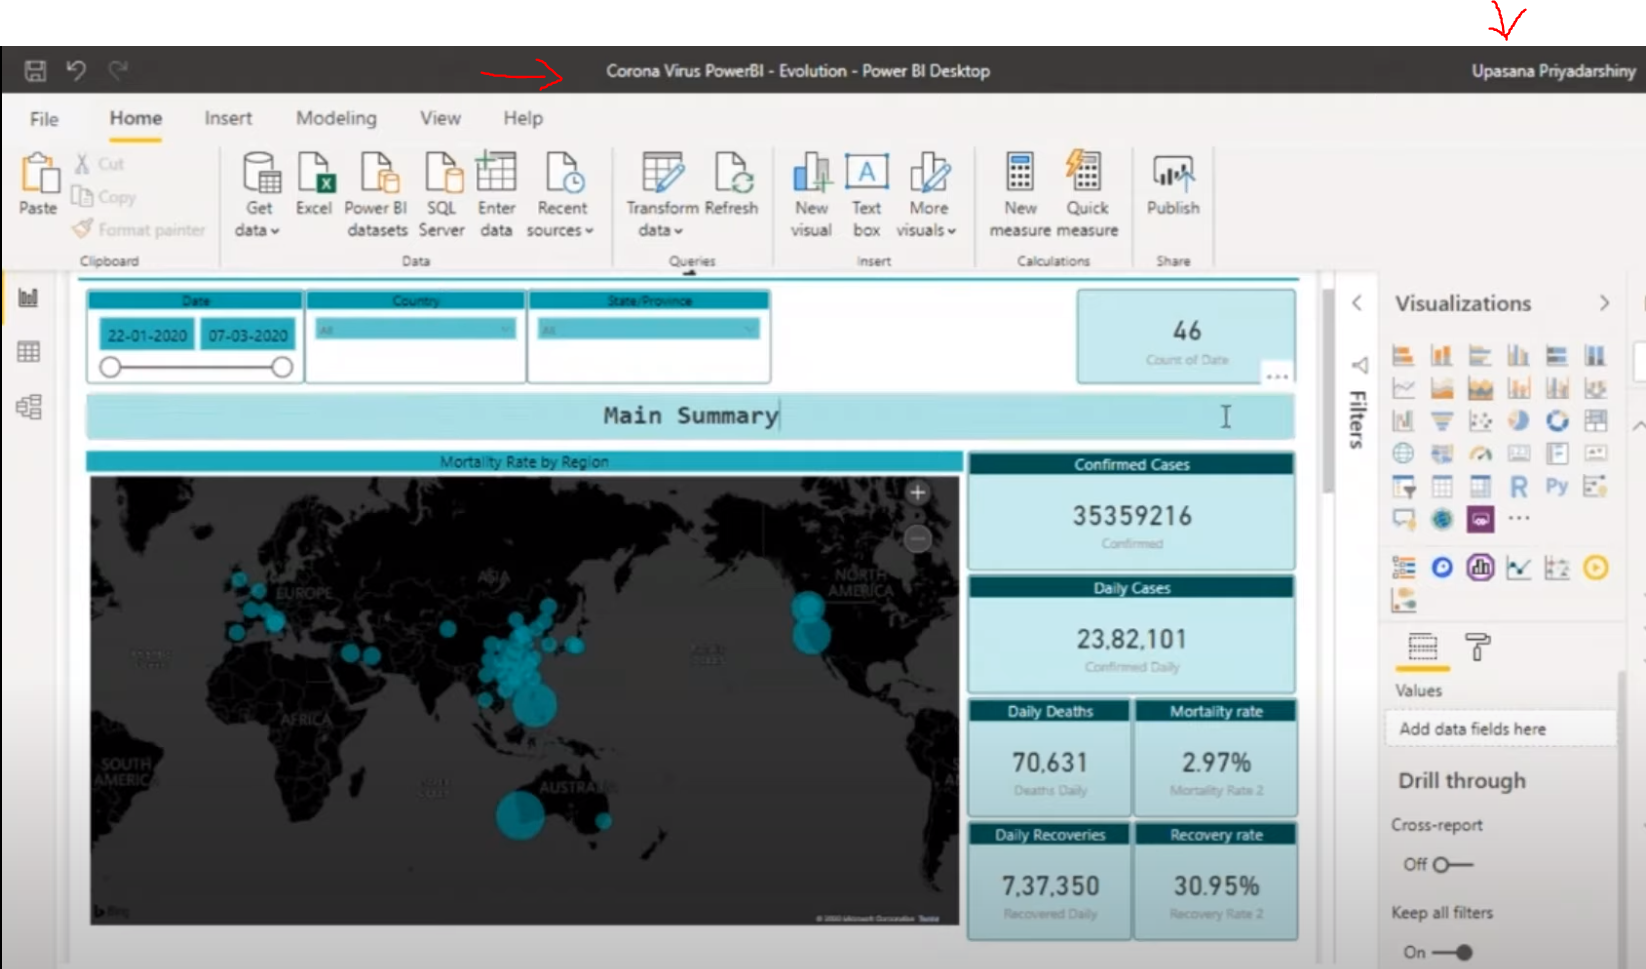 Corona Virus PowerBI - Evolution - Power BI Desktop
Upasana Priyadarshiny
File Home Insert Modeling View Help
Paste
Cut
Copy
Format painter
Clipboard
Get data
Excel
Power BI datasets
SQL Server
Enter data
Recent sources
Data
Transform data
Refresh
Queries
New visual
Text box
More visuals
Insert
New measure
Quick measure
Calculations
Publish
Share
Date
22-01-2020 07-03-2020
Country
All
State/Province
All
46
Count of Date
Main Summary
Mortality Rate by Region
EUROPE
ASIA
NORTH
AMERICA
AFRICA
SOUTH
AMERICA
AUSTRALIA
Bing
© 2020 Microsoft Corporation Terms
Confirmed Cases
35359216
Confirmed
Daily Cases
23,82,101
Confirmed Daily
Daily Deaths
70,631
Deaths Daily
Mortality rate
2.97%
Mortality Rate 2
Daily Recoveries
7,37,350
Recovered Daily
Recovery rate
30.95%
Recovery Rate 2
Filters
Visualizations
R Py
Values
Add data fields here
Drill through
Cross-report
Off
Keep all filters
On